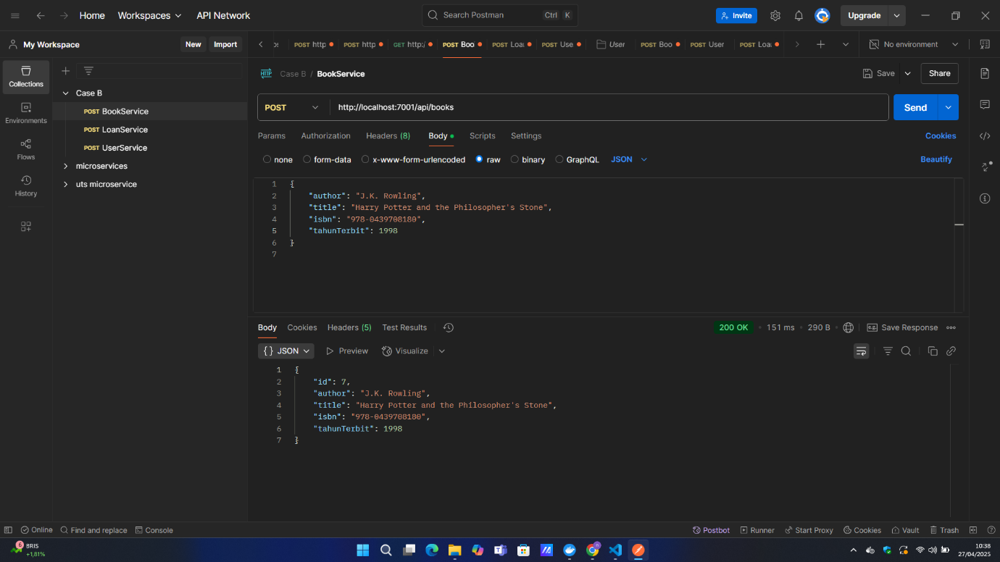 Home Workspaces API Network Search Postman Ctrl K Invite Upgrade
My Workspace New Import POST http POST http GET http:/ POST Boo POST Loa POST Use User POST Boo POST User POST Loa No environment
Collections
Environments
Flows
History
Case B
POST BookService
POST LoanService
POST UserService
microservices
uts microservice
HTTP Case B / BookService Save Share
POST http://localhost:7001/api/books Send
Params Authorization Headers (8) Body Scripts Settings Cookies
none form-data x-www-form-urlencoded raw binary GraphQL JSON Beautify
1 {
2 "author": "J.K. Rowling",
3 "title": "Harry Potter and the Philosopher's Stone",
4 "isbn": "978-0439708180",
5 "tahunTerbit": 1998
6 }
7
Body Cookies Headers (5) Test Results 200 OK • 151 ms • 290 B • Save Response
{} JSON Preview Visualize
1 {
2 "id": 7,
3 "author": "J.K. Rowling",
4 "title": "Harry Potter and the Philosopher's Stone",
5 "isbn": "978-0439708180",
6 "tahunTerbit": 1998
7 }
Online Find and replace Console Postbot Runner Start Proxy Cookies Vault Trash
6 BRIS
+1,81%
10:38
27/04/2025